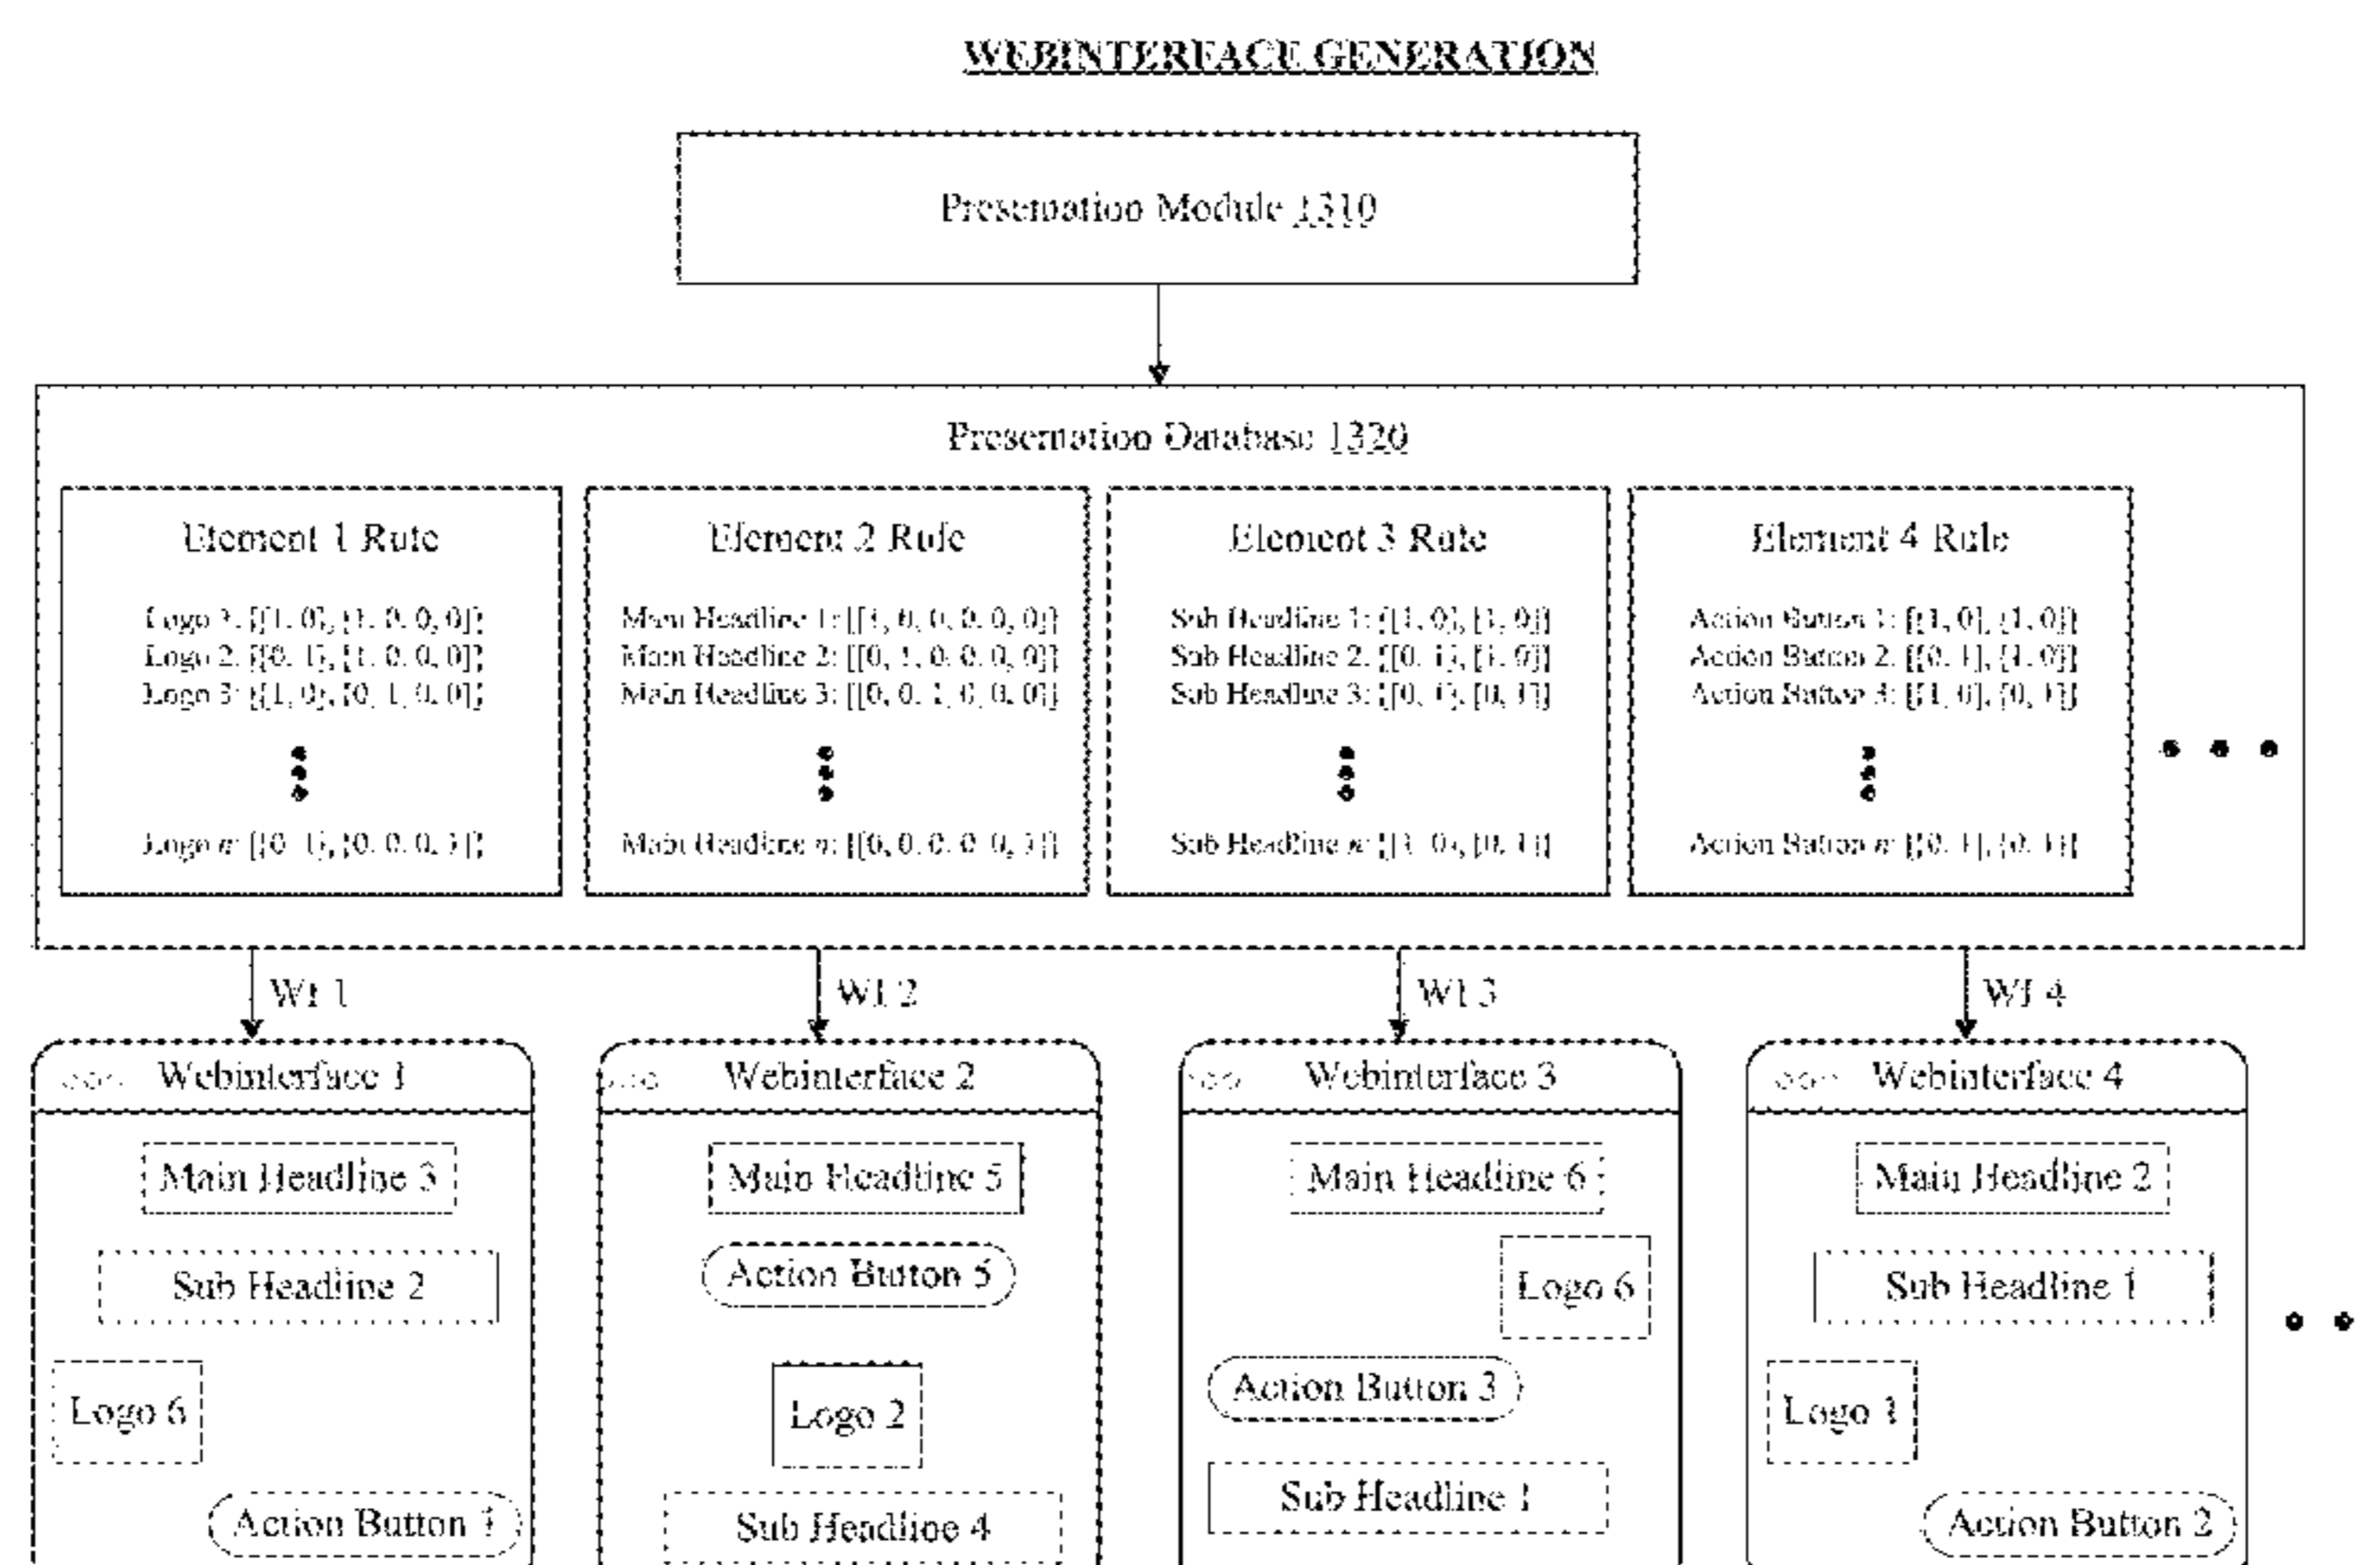 WEBINTERFACE GENERATION
Presentation Module 1310
Presentation Database 1320
Element 1 Rule
Logo 1: {[1, 0], [1, 0, 0, 0]}
Logo 2: {[0, 1], [1, 0, 0, 0]}
Logo 3: {[1, 0], [0, 1, 0, 0]}
Logo n: {[0, 1], [0, 0, 0, 1]}
Element 2 Rule
Main Headline 1: {[1, 0, 0, 0, 0, 0]}
Main Headline 2: {[0, 1, 0, 0, 0, 0]}
Main Headline 3: {[0, 0, 1, 0, 0, 0]}
Main Headline n: {[0, 0, 0, 0, 0, 1]}
Element 3 Rule
Sub Headline 1: {[1, 0], [1, 0]}
Sub Headline 2: {[0, 1], [1, 0]}
Sub Headline 3: {[0, 1], [0, 1]}
Sub Headline n: {[1, 0], [0, 1]}
Element 4 Rule
Action Button 1: {[1, 0], [1, 0]}
Action Button 2: {[0, 1], [1, 0]}
Action Button 3: {[1, 0], [0, 1]}
Action Button n: {[0, 1], [0, 1]}
WI 1
WI 2
WI 3
WI 4
Webinterface 1
Main Headline 3
Sub Headline 2
Logo 6
Action Button 1
Webinterface 2
Main Headline 5
Action Button 5
Logo 2
Sub Headline 4
Webinterface 3
Main Headline 6
Logo 6
Action Button 3
Sub Headline 1
Webinterface 4
Main Headline 2
Sub Headline 1
Logo 1
Action Button 2